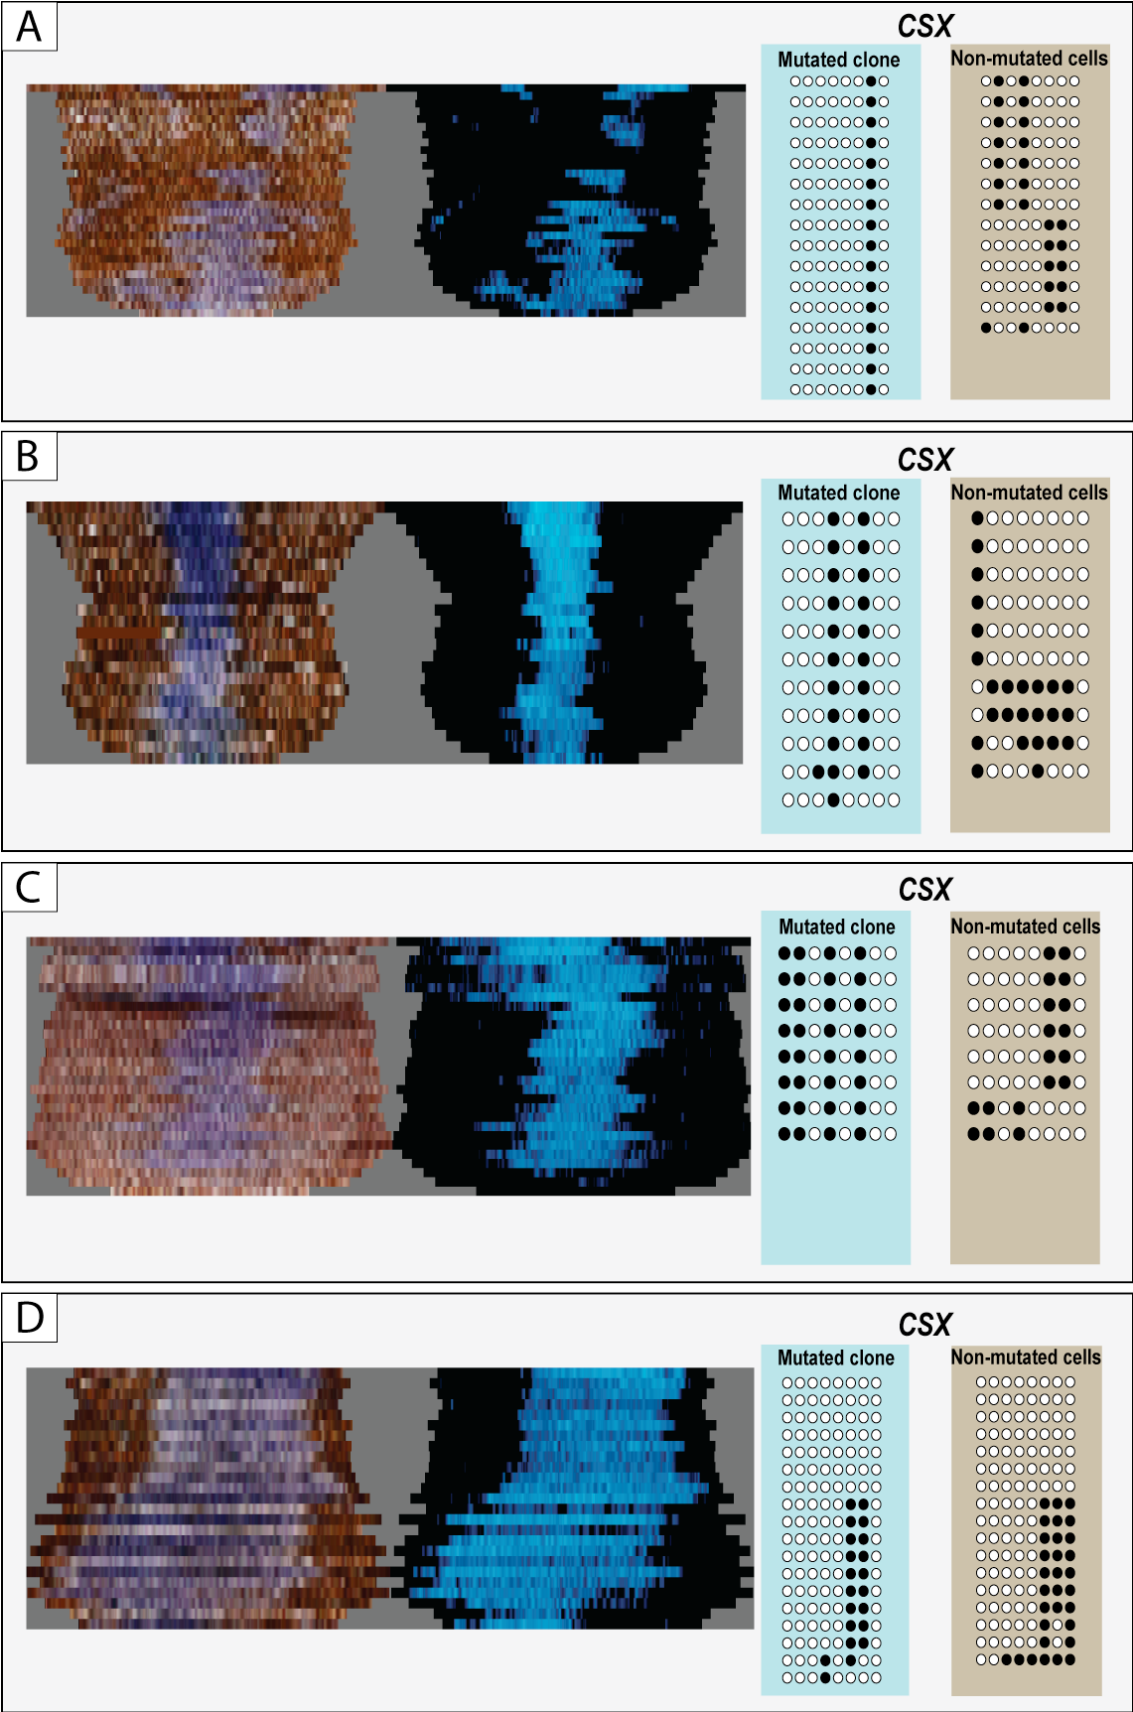 A
CSX
Mutated clone
Non-mutated cells
B
CSX
Mutated clone
Non-mutated cells
C
CSX
Mutated clone
Non-mutated cells
D
CSX
Mutated clone
Non-mutated cells